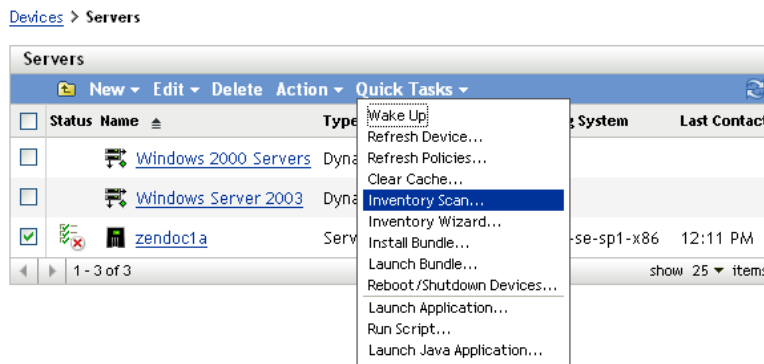 Devices > Servers
Servers
New Edit Delete Action Quick Tasks
Status Name Type System Last Contact
Windows 2000 Servers Dyna
Windows Server 2003 Dyna
zendoc1a Serv -se-sp1-x86 12:11 PM
1 - 3 of 3 show 25 items
Wake Up
Refresh Device...
Refresh Policies...
Clear Cache...
Inventory Scan...
Inventory Wizard...
Install Bundle...
Launch Bundle...
Reboot/Shutdown Devices...
Launch Application...
Run Script...
Launch Java Application...